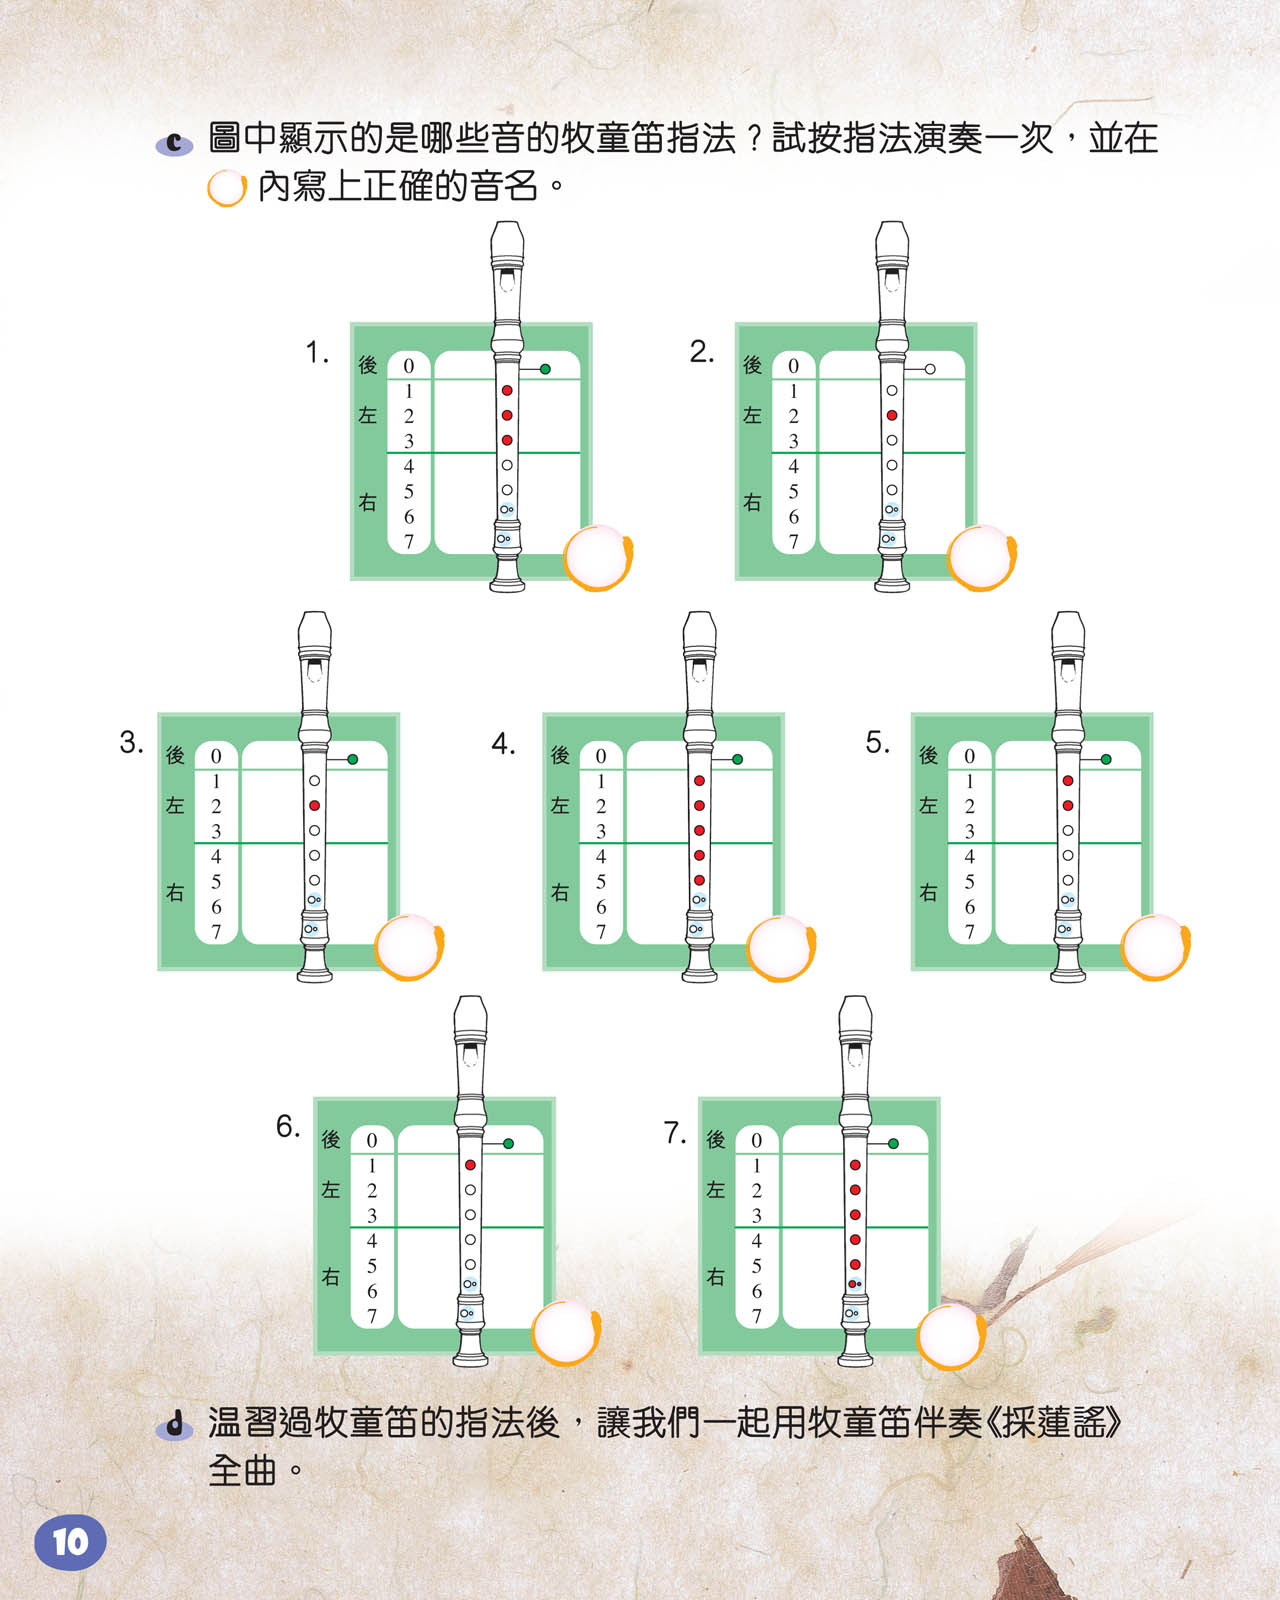 c 圖中顯示的是哪些音的牧童笛指法？試按指法演奏一次，並在
內寫上正確的音名。
1.
後 0
1
左 2
3
4
5
右 6
7
2.
後 0
1
左 2
3
4
5
右 6
7
3.
後 0
1
左 2
3
4
5
右 6
7
4.
後 0
1
左 2
3
4
5
右 6
7
5.
後 0
1
左 2
3
4
5
右 6
7
6.
後 0
1
左 2
3
4
5
右 6
7
7.
後 0
1
左 2
3
4
5
右 6
7
d 温習過牧童笛的指法後，讓我們一起用牧童笛伴奏《採蓮謠》
全曲。
10